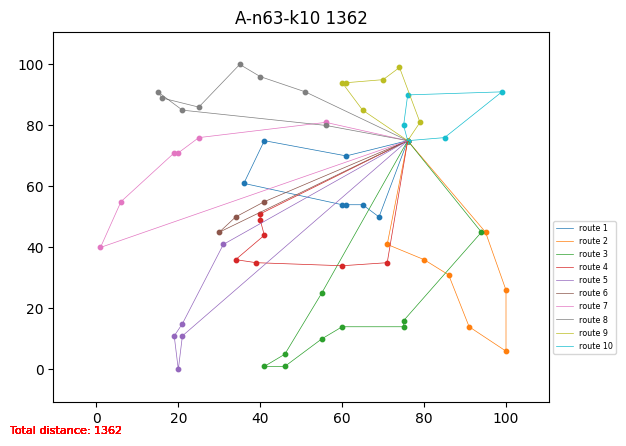 A-n63-k10 1362
100
80
60
40
20
0
0 20 40 60 80 100
route 1
route 2
route 3
route 4
route 5
route 6
route 7
route 8
route 9
route 10
Total distance: 1362